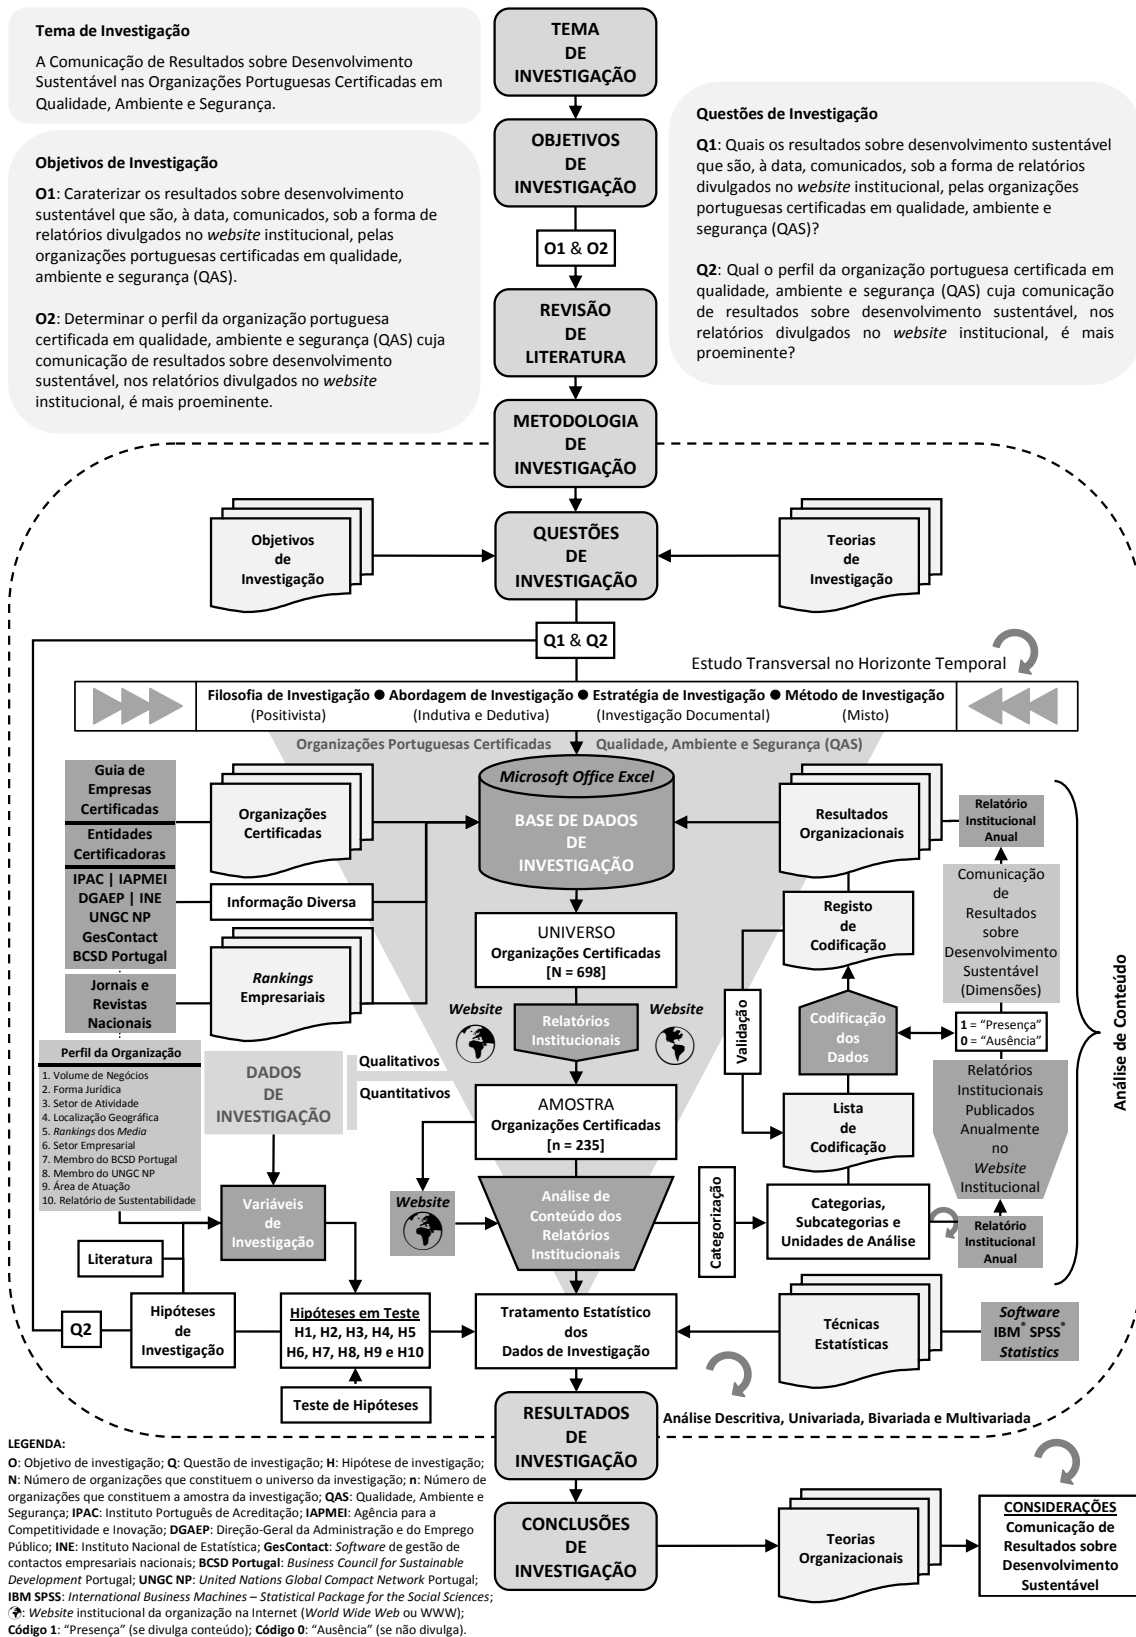 Tema de Investigação
A Comunicação de Resultados sobre Desenvolvimento
Sustentável nas Organizações Portuguesas Certificadas em
Qualidade, Ambiente e Segurança.
Objetivos de Investigação
O1: Caraterizar os resultados sobre desenvolvimento
sustentável que são, à data, comunicados, sob a forma de
relatórios divulgados no website institucional, pelas
organizações portuguesas certificadas em qualidade,
ambiente e segurança (QAS).
O2: Determinar o perfil da organização portuguesa
certificada em qualidade, ambiente e segurança (QAS) cuja
comunicação de resultados sobre desenvolvimento
sustentável, nos relatórios divulgados no website
institucional, é mais proeminente.
TEMA
DE
INVESTIGAÇÃO
OBJETIVOS
DE
INVESTIGAÇÃO
O1 & O2
REVISÃO
DE
LITERATURA
METODOLOGIA
DE
INVESTIGAÇÃO
Questões de Investigação
Q1: Quais os resultados sobre desenvolvimento sustentável
que são, à data, comunicados, sob a forma de relatórios
divulgados no website institucional, pelas organizações
portuguesas certificadas em qualidade, ambiente e
segurança (QAS)?
Q2: Qual o perfil da organização portuguesa certificada em
qualidade, ambiente e segurança (QAS) cuja comunicação
de resultados sobre desenvolvimento sustentável, nos
relatórios divulgados no website institucional, é mais
proeminente?
Objetivos
de
Investigação
QUESTÕES
DE
INVESTIGAÇÃO
Teorias
de
Investigação
Q1 & Q2
Estudo Transversal no Horizonte Temporal
Filosofia de Investigação ● Abordagem de Investigação ● Estratégia de Investigação ● Método de Investigação
(Positivista) (Indutiva e Dedutiva) (Investigação Documental) (Misto)
Organizações Portuguesas Certificadas Qualidade, Ambiente e Segurança (QAS)
Guia de
Empresas
Certificadas
Entidades
Certificadoras
IPAC | IAPMEI
DGAEP | INE
UNGC NP
GesContact
BCSD Portugal
Jornais e
Revistas
Nacionais
Organizações
Certificadas
Informação Diversa
Rankings
Empresariais
Microsoft Office Excel
BASE DE DADOS
DE
INVESTIGAÇÃO
UNIVERSO
Organizações Certificadas
[N = 698]
Website
Relatórios
Institucionais
Website
AMOSTRA
Organizações Certificadas
[n = 235]
Resultados
Organizacionais
Relatório
Institucional
Anual
Registo
de
Codificação
Validação
Codificação
dos
Dados
Lista
de
Codificação
Comunicação
de
Resultados
sobre
Desenvolvimento
Sustentável
(Dimensões)
1 = “Presença”
0 = “Ausência”
Relatórios
Institucionais
Publicados
Anualmente
no
Website
Institucional
Relatório
Institucional
Anual
Análise de Conteúdo
Perfil da Organização
1. Volume de Negócios
2. Forma Jurídica
3. Setor de Atividade
4. Localização Geográfica
5. Rankings dos Media
6. Setor Empresarial
7. Membro do BCSD Portugal
8. Membro do UNGC NP
9. Área de Atuação
10. Relatório de Sustentabilidade
DADOS
DE
INVESTIGAÇÃO
Qualitativos
Quantitativos
Variáveis
de
Investigação
Website
Análise de
Conteúdo dos
Relatórios
Institucionais
Categorização
Categorias,
Subcategorias e
Unidades de Análise
Literatura
Q2
Hipóteses
de
Investigação
Hipóteses em Teste
H1, H2, H3, H4, H5
H6, H7, H8, H9 e H10
Teste de Hipóteses
Tratamento Estatístico
dos
Dados de Investigação
Técnicas
Estatísticas
Software
IBM® SPSS®
Statistics
RESULTADOS
DE
INVESTIGAÇÃO
Análise Descritiva, Univariada, Bivariada e Multivariada
CONCLUSÕES
DE
INVESTIGAÇÃO
Teorias
Organizacionais
CONSIDERAÇÕES
Comunicação de
Resultados sobre
Desenvolvimento
Sustentável
LEGENDA:
O: Objetivo de investigação; Q: Questão de investigação; H: Hipótese de investigação;
N: Número de organizações que constituem o universo da investigação; n: Número de
organizações que constituem a amostra da investigação; QAS: Qualidade, Ambiente e
Segurança; IPAC: Instituto Português de Acreditação; IAPMEI: Agência para a
Competitividade e Inovação; DGAEP: Direção-Geral da Administração e do Emprego
Público; INE: Instituto Nacional de Estatística; GesContact: Software de gestão de
contactos empresariais nacionais; BCSD Portugal: Business Council for Sustainable
Development Portugal; UNGC NP: United Nations Global Compact Network Portugal;
IBM SPSS: International Business Machines – Statistical Package for the Social Sciences;
: Website institucional da organização na Internet (World Wide Web ou WWW);
Código 1: “Presença” (se divulga conteúdo); Código 0: “Ausência” (se não divulga).